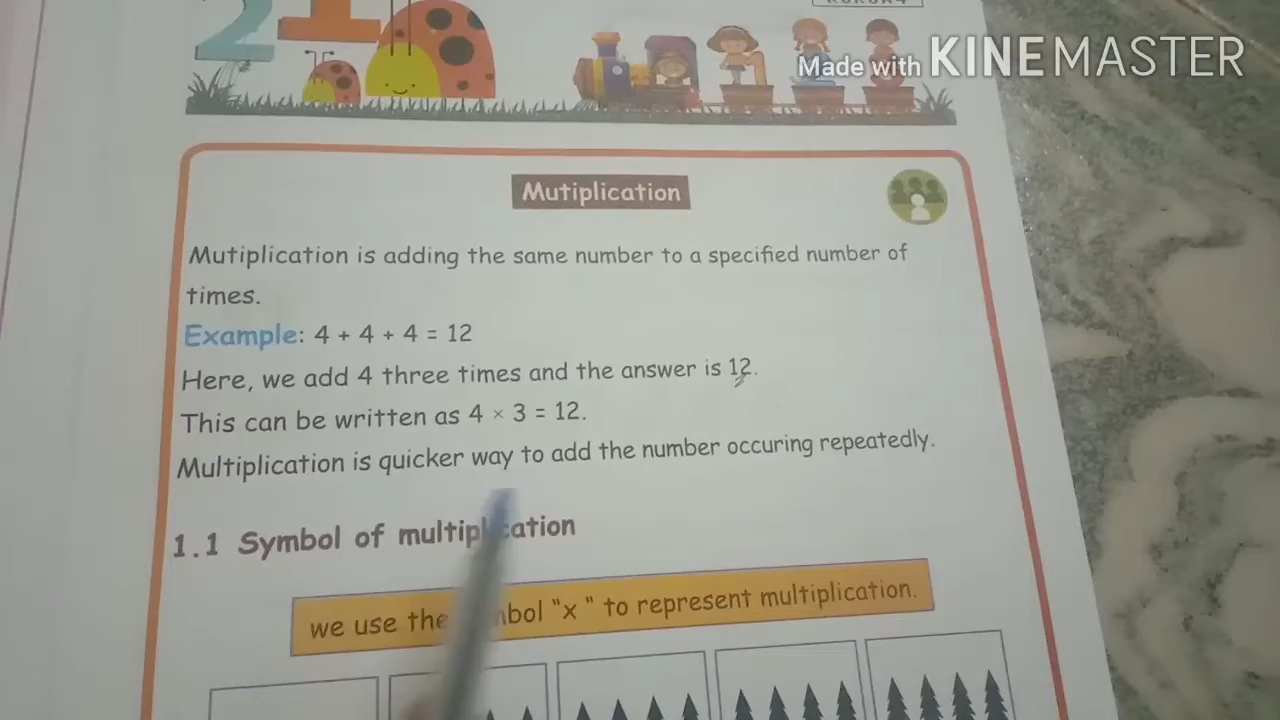 2 1
Made with KINEMASTER
Mutiplication
Mutiplication is adding the same number to a specified number of
times.
Example: 4 + 4 + 4 = 12
Here, we add 4 three times and the answer is 12.
This can be written as 4 × 3 = 12.
Multiplication is quicker way to add the number occuring repeatedly.
1.1 Symbol of multiplication
we use the "x " to represent multiplication.